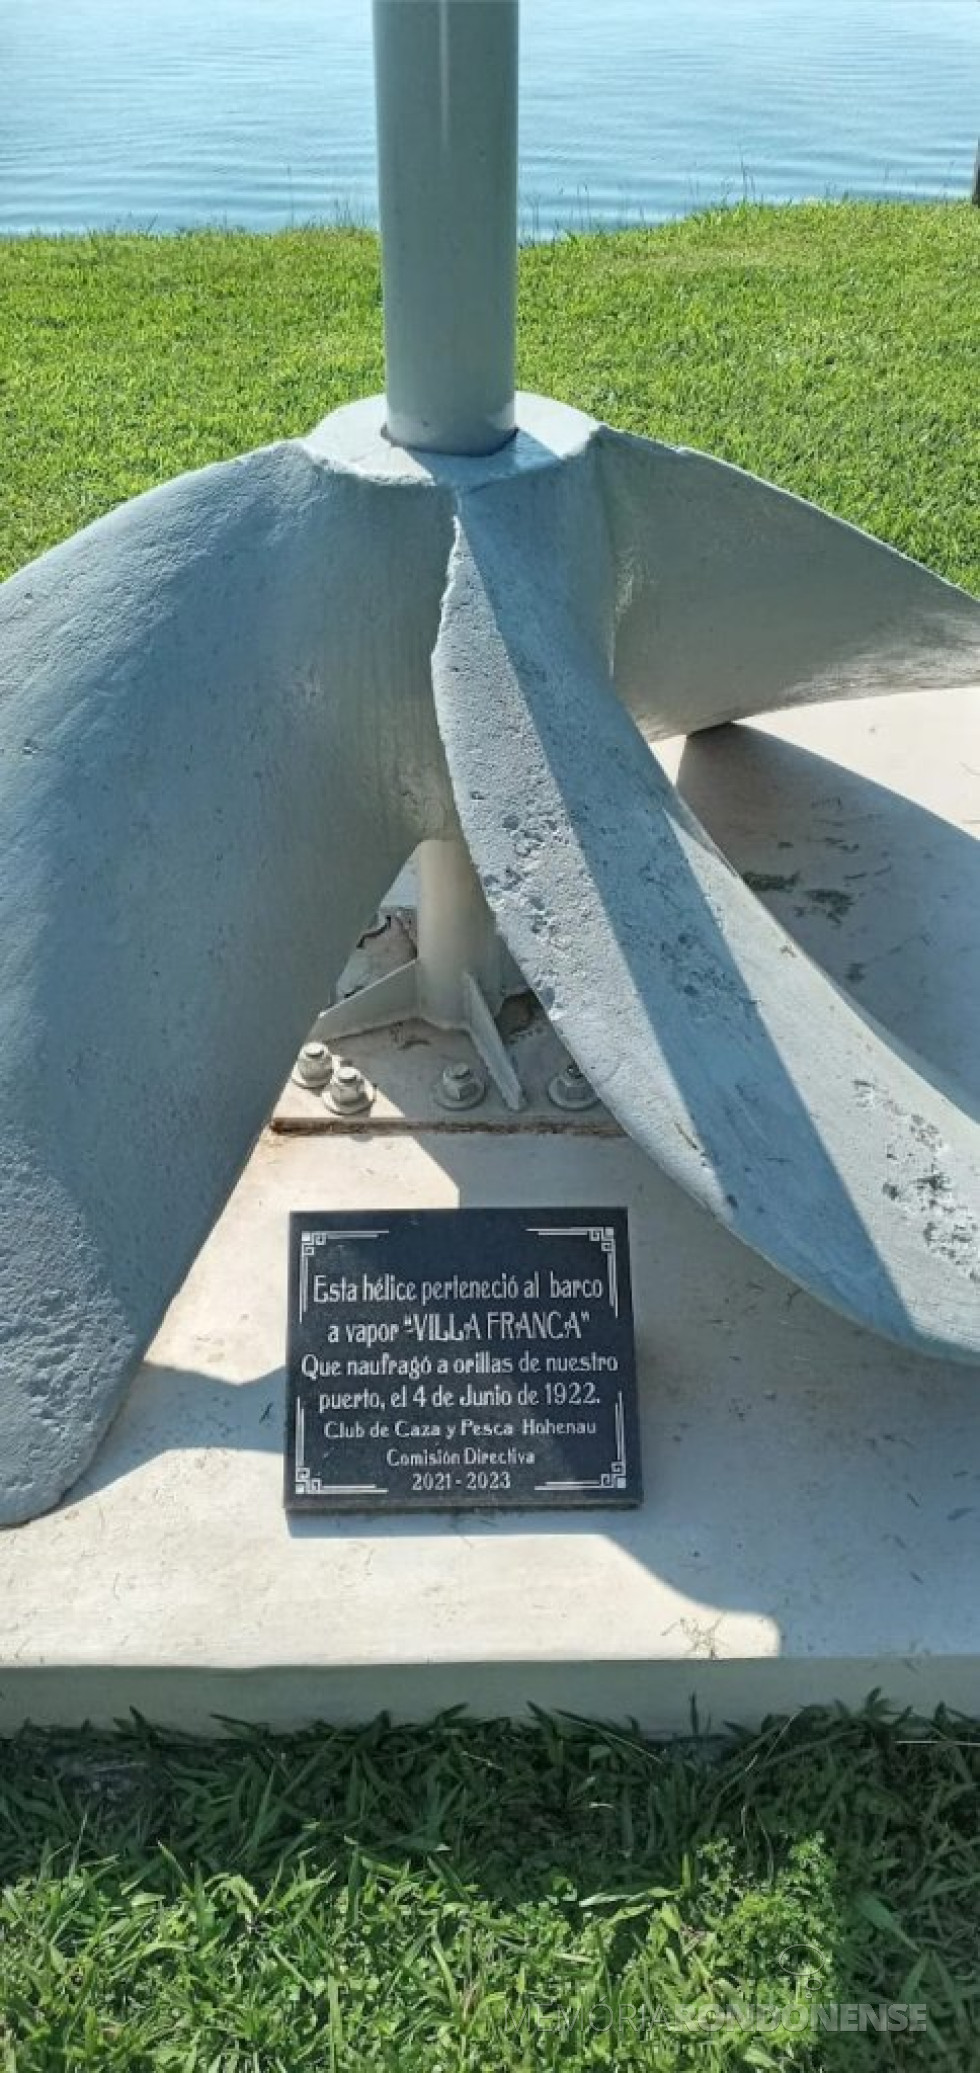 Esta hélice perteneció al barco
a vapor "VILLA FRANCA"
Que naufragó a orillas de nuestro
puerto, el 4 de Junio de 1922.
Club de Caza y Pesca Hohenau
Comisión Directiva
2021 - 2023
MEMÓRIA RONDONENSE